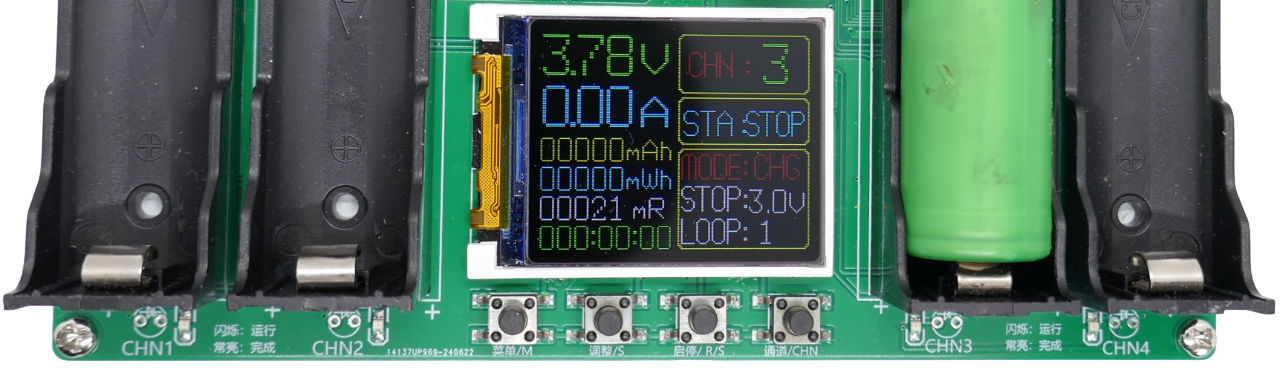 3.78V
0.00A
00000mAh
00000mWh
00021 mR
000:00:00
CHN : 3
STA:STOP
MODE:CHG
STOP:3.0V
LOOP: 1
闪烁：运行
常亮：完成
CHN1
CHN2
14137UP969-240622
菜单/M
调整/S
启停/ R/S
通道/CHN
CHN3
闪烁：运行
常亮：完成
CHN4